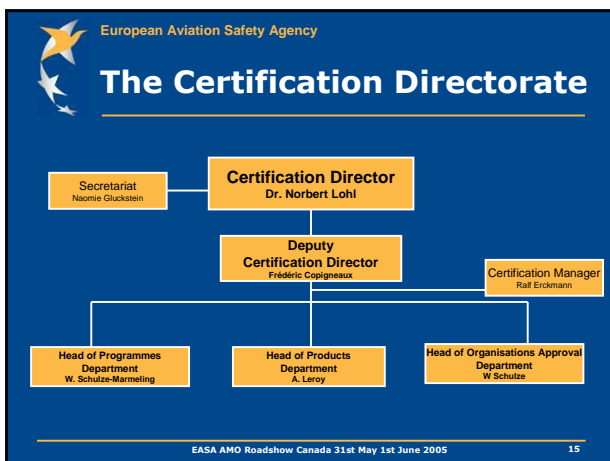 European Aviation Safety Agency
The Certification Directorate
Secretariat
Naomie Gluckstein
Certification Director
Dr. Norbert Lohl
Deputy
Certification Director
Frédéric Copigneaux
Certification Manager
Ralf Erckmann
Head of Programmes
Department
W. Schulze-Marmeling
Head of Products
Department
A. Leroy
Head of Organisations Approval
Department
W Schulze
EASA AMO Roadshow Canada 31st May 1st June 2005
15